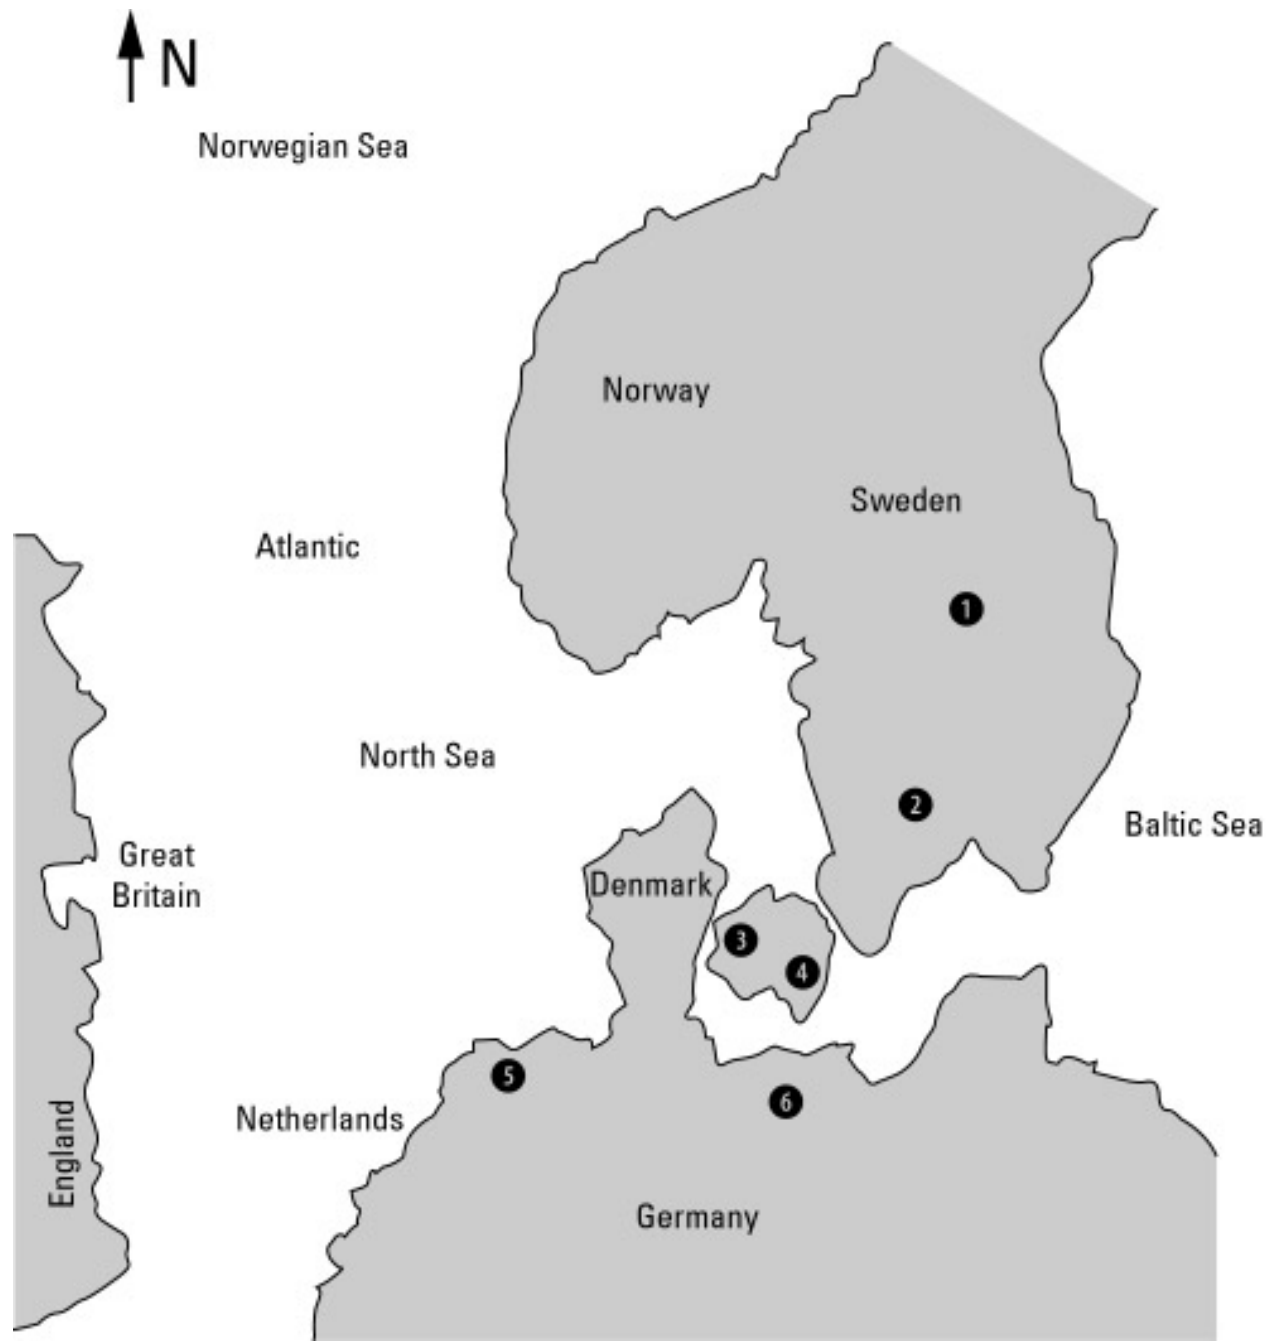 N
Norwegian Sea
Norway
Sweden
Atlantic
1
North Sea
2
Baltic Sea
Great
Britain
Denmark
3
4
5
6
Netherlands
England
Germany